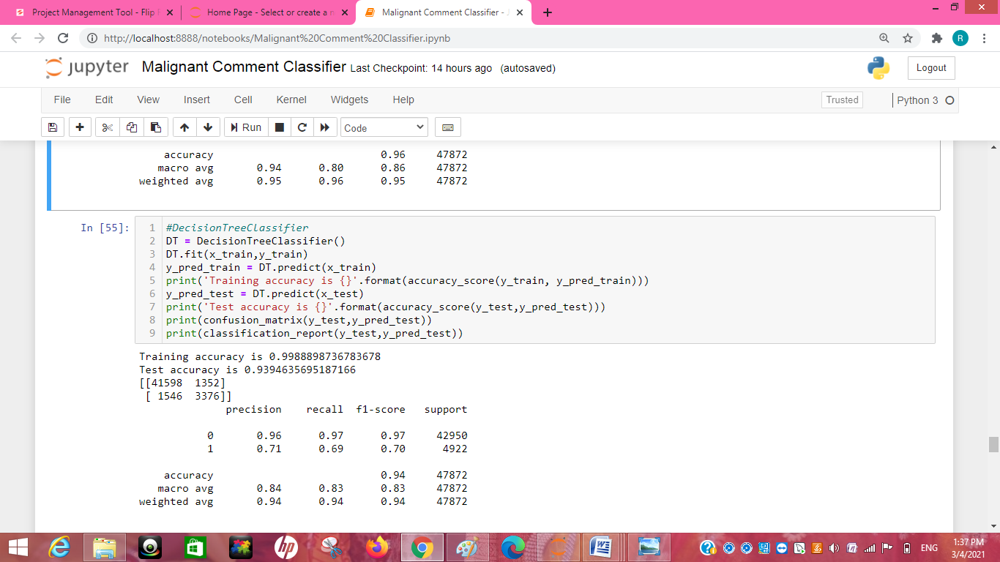 Project Management Tool - Flip
Home Page - Select or create a n
Malignant Comment Classifier - J
http://localhost:8888/notebooks/Malignant%20Comment%20Classifier.ipynb
R
jupyter Malignant Comment Classifier Last Checkpoint: 14 hours ago (autosaved)
Logout
File Edit View Insert Cell Kernel Widgets Help
Trusted
Python 3
Run
Code
accuracy 0.96 47872
macro avg 0.94 0.80 0.86 47872
weighted avg 0.95 0.96 0.95 47872
In [55]:
1 #DecisionTreeClassifier
2 DT = DecisionTreeClassifier()
3 DT.fit(x_train,y_train)
4 y_pred_train = DT.predict(x_train)
5 print('Training accuracy is {}'.format(accuracy_score(y_train, y_pred_train)))
6 y_pred_test = DT.predict(x_test)
7 print('Test accuracy is {}'.format(accuracy_score(y_test,y_pred_test)))
8 print(confusion_matrix(y_test,y_pred_test))
9 print(classification_report(y_test,y_pred_test))
Training accuracy is 0.9988898736783678
Test accuracy is 0.9394635695187166
[[41598 1352]
[ 1546 3376]]
precision recall f1-score support
0 0.96 0.97 0.97 42950
1 0.71 0.69 0.70 4922
accuracy 0.94 47872
macro avg 0.84 0.83 0.83 47872
weighted avg 0.94 0.94 0.94 47872
hp
ENG
1:37 PM
3/4/2021